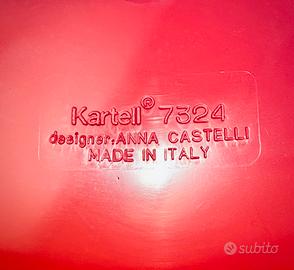 Kartell® 7324
designer:ANNA CASTELLI
MADE IN ITALY
subito